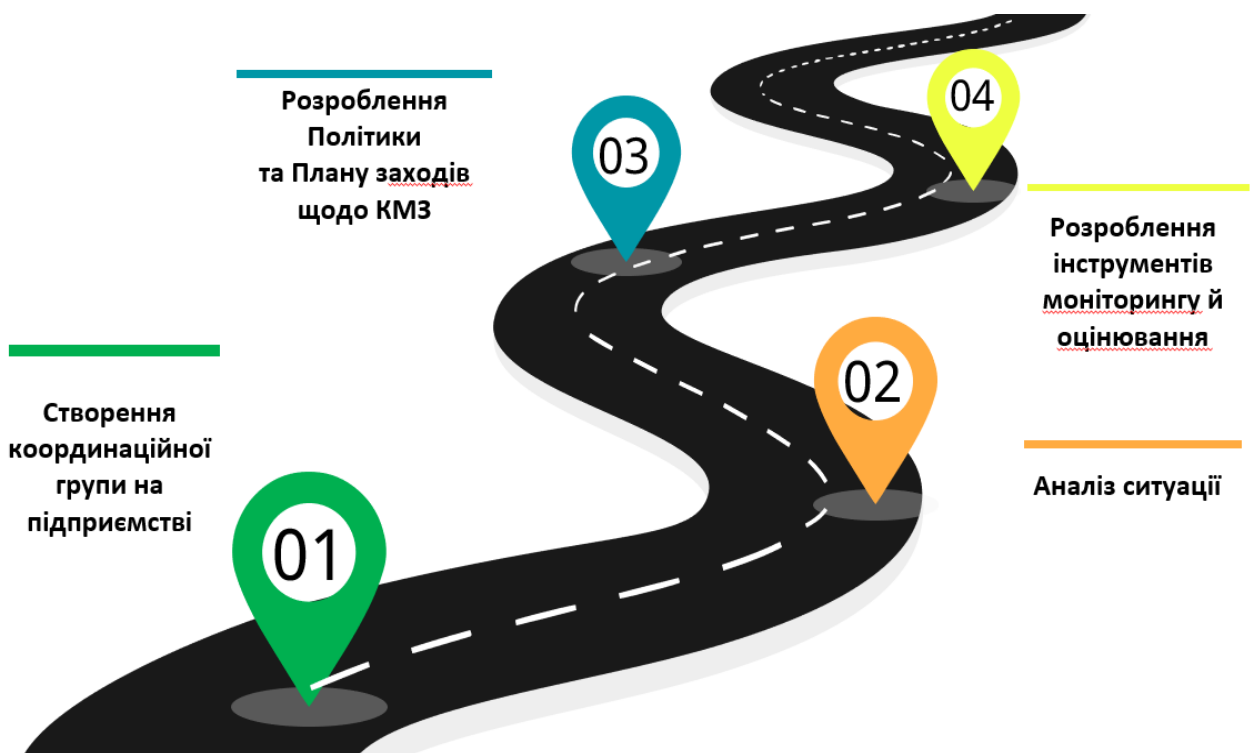 01
Створення
координаційної
групи на
підприємстві
02
Аналіз ситуації
03
Розроблення
Політики
та Плану заходів
щодо КМЗ
04
Розроблення
інструментів
моніторингу й
оцінювання